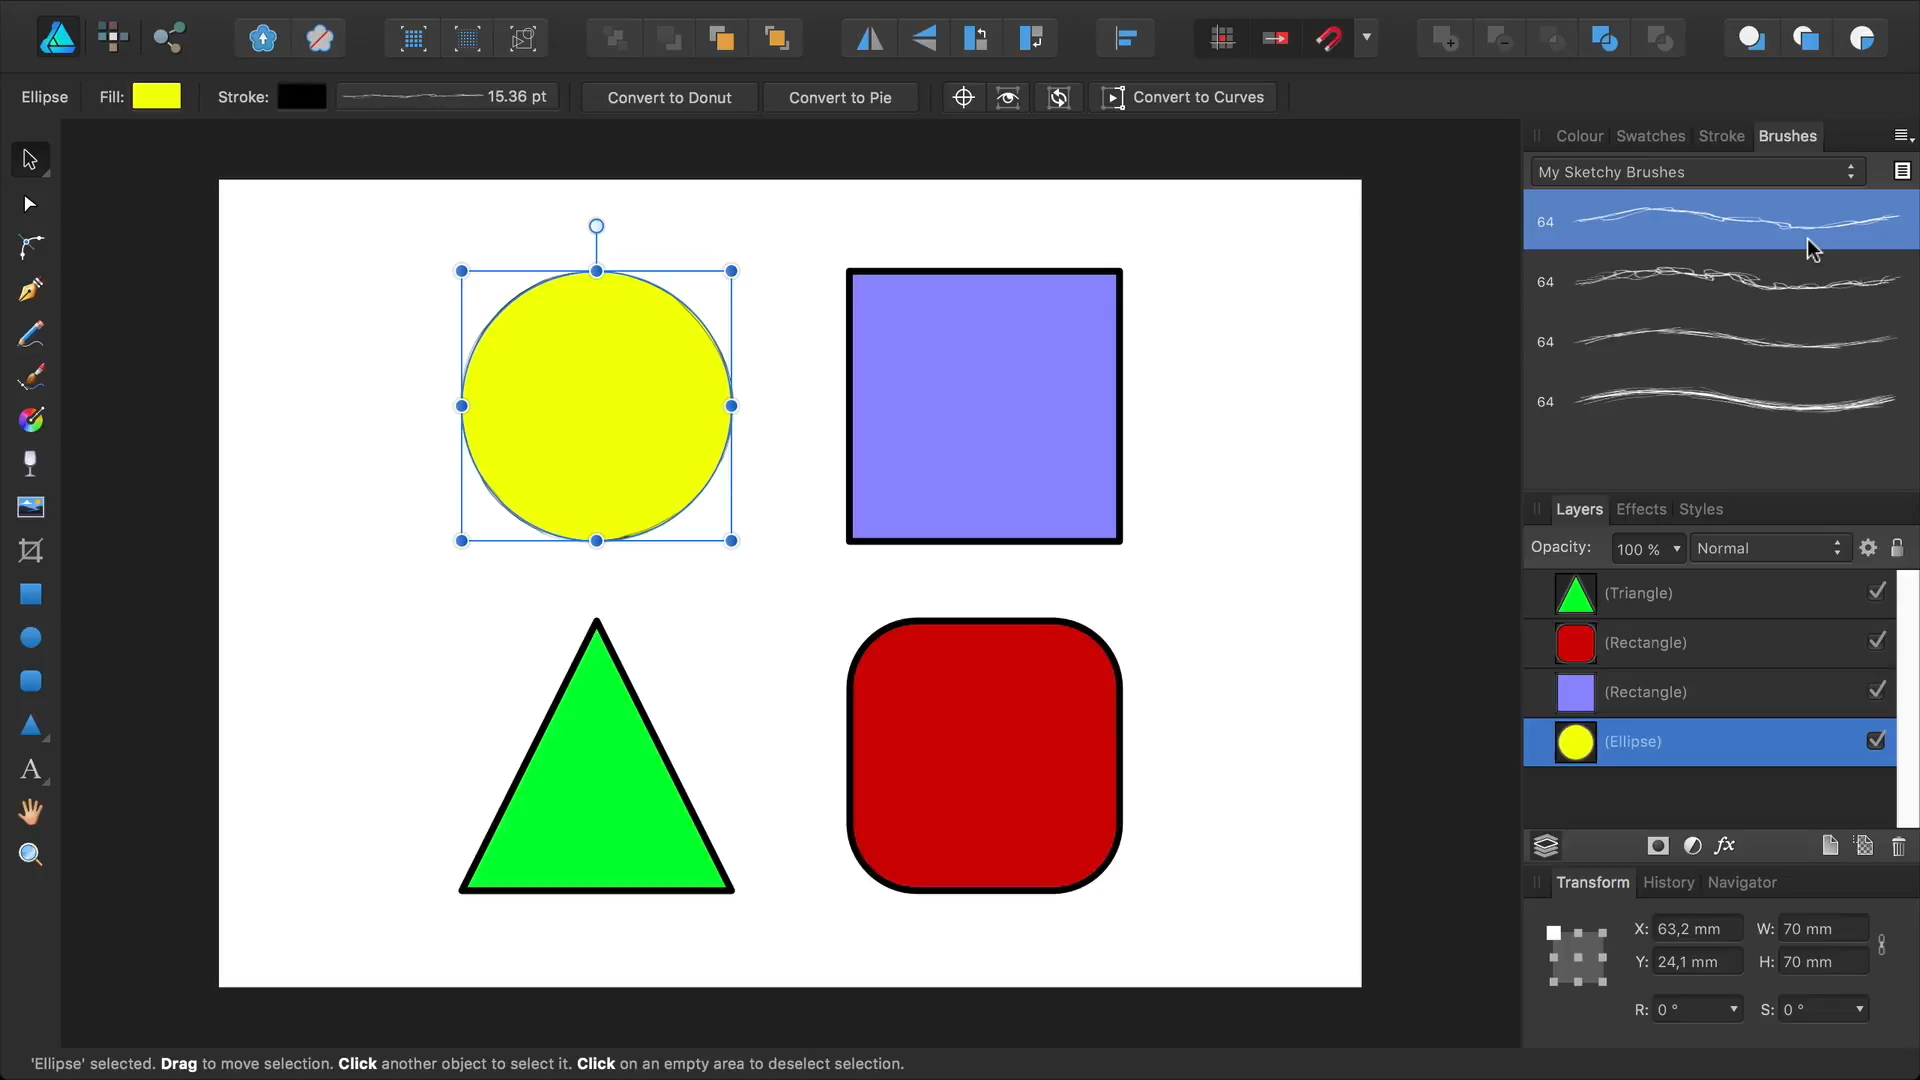 Ellipse Fill: Stroke: 15.36 pt Convert to Donut Convert to Pie Convert to Curves
Colour Swatches Stroke Brushes
My Sketchy Brushes
64
64
64
64
Layers Effects Styles
Opacity: 100 % Normal
(Triangle)
(Rectangle)
(Rectangle)
(Ellipse)
fx
Transform History Navigator
X: 63,2 mm W: 70 mm
Y: 24,1 mm H: 70 mm
R: 0 ° S: 0 °
'Ellipse' selected. Drag to move selection. Click another object to select it. Click on an empty area to deselect selection.